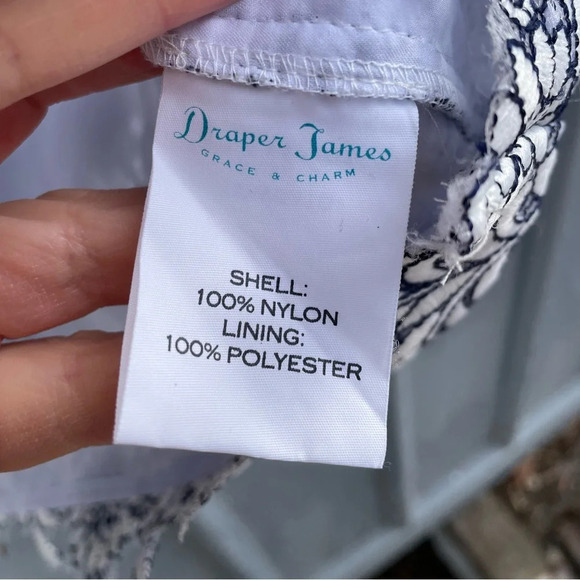 Draper James
GRACE & CHARM
SHELL:
100% NYLON
LINING:
100% POLYESTER